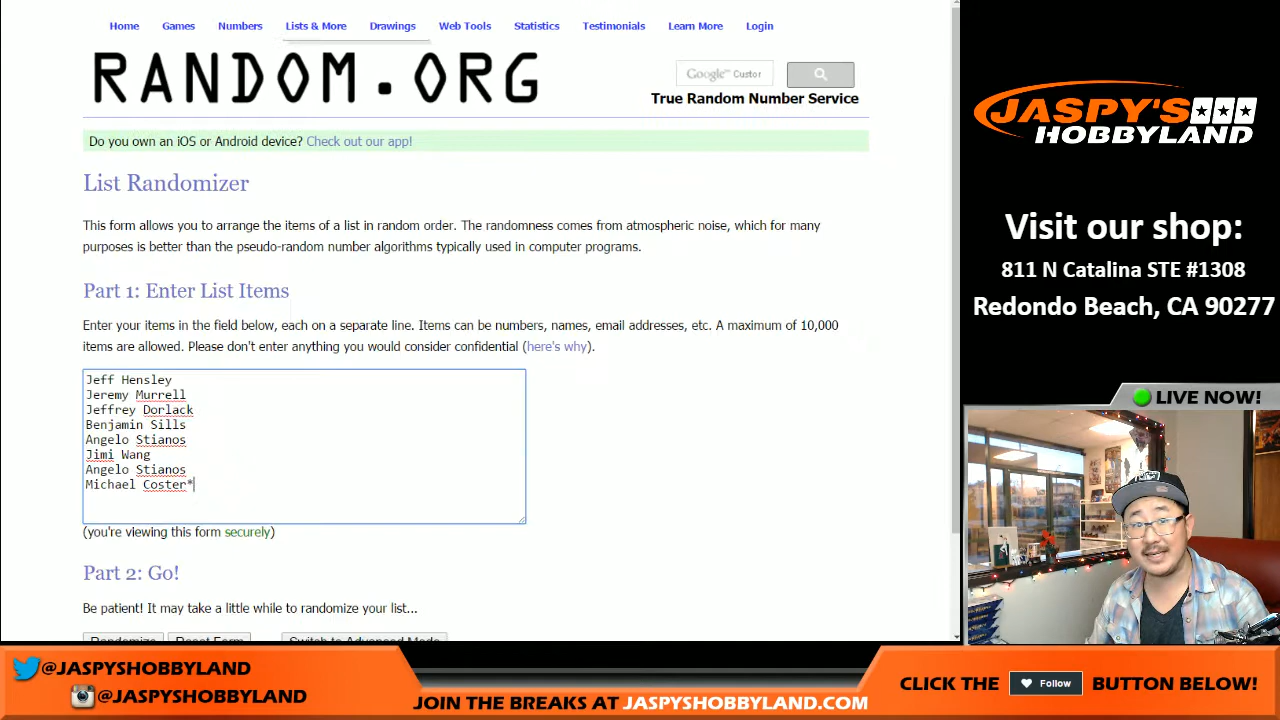 Home Games Numbers Lists & More Drawings Web Tools Statistics Testimonials Learn More Login
RANDOM.ORG
Google™ Custor
True Random Number Service
Do you own an iOS or Android device? Check out our app!
List Randomizer
This form allows you to arrange the items of a list in random order. The randomness comes from atmospheric noise, which for many
purposes is better than the pseudo-random number algorithms typically used in computer programs.
Part 1: Enter List Items
Enter your items in the field below, each on a separate line. Items can be numbers, names, email addresses, etc. A maximum of 10,000
items are allowed. Please don't enter anything you would consider confidential (here's why).
Jeff Hensley
Jeremy Murrell
Jeffrey Dorlack
Benjamin Sills
Angelo Stianos
Jimi Wang
Angelo Stianos
Michael Coster*
(you're viewing this form securely)
Part 2: Go!
Be patient! It may take a little while to randomize your list...
Randomize Reset Form Switch to Advanced Mode
JASPY'S
HOBBYLAND
Visit our shop:
811 N Catalina STE #1308
Redondo Beach, CA 90277
LIVE NOW!
@JASPYSHOBBYLAND
@JASPYSHOBBYLAND
JOIN THE BREAKS AT JASPYSHOBBYLAND.COM
CLICK THE Follow BUTTON BELOW!